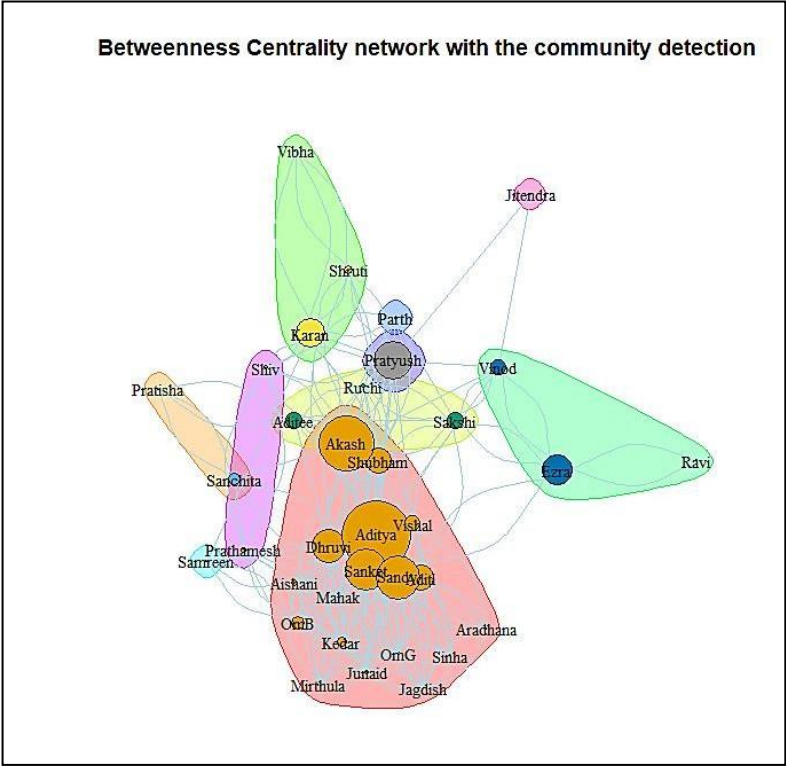 Betweenness Centrality network with the community detection
Vibha
Jitendra
Shruti
Parth
Karan
Pratyush
Shiv
Vinod
Ruchi
Pratisha
Aditee
Sakshi
Akash
Shubham
Ravi
Ezra
Sanchita
Vishal
Aditya
Dhruvi
Prathamesh
Samreen
Sanket
Sandy
Aditi
Aishani
Mahak
OmB
Aradhana
Kedar
OmG
Sinha
Junaid
Mirthula
Jagdish